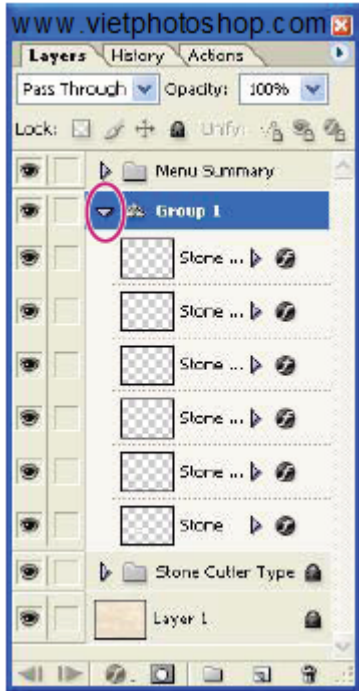 www.vietphotoshop.com
Layers History Actions
Pass Through Opacity: 100%
Lock: Unify:
Menu Summary
Group 1
Stone ...
Stone ...
Stone ...
Stone ...
Stone ...
Stone
Stone Cutter Type
Layer 1